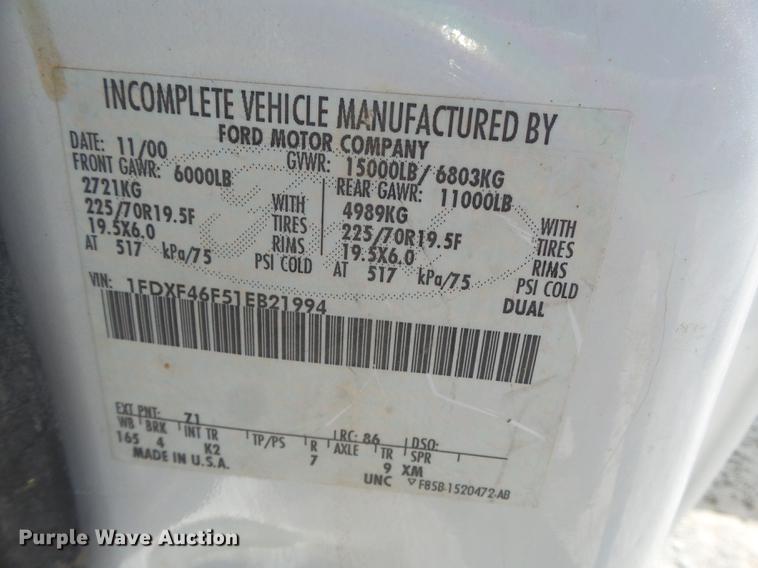 INCOMPLETE VEHICLE MANUFACTURED BY
FORD MOTOR COMPANY
DATE: 11/00 GVWR: 15000LB/ 6803KG
FRONT GAWR: 6000LB REAR GAWR: 11000LB
2721KG WITH 4989KG WITH
225/70R19.5F TIRES 225/70R19.5F TIRES
19.5X6.0 RIMS 19.5X6.0 RIMS
AT 517 kPa/75 PSI COLD AT 517 kPa/75 PSI COLD
DUAL
VIN: 1FDXF46F51EB21994
EXT PNT: Z1 RC: 86 DSO:
WB BRK INT TR TP/PS R AXLE TR SPR
165 4 K2 7 9 XM
MADE IN U.S.A. UNC F85B-1520472-AB
Purple Wave Auction